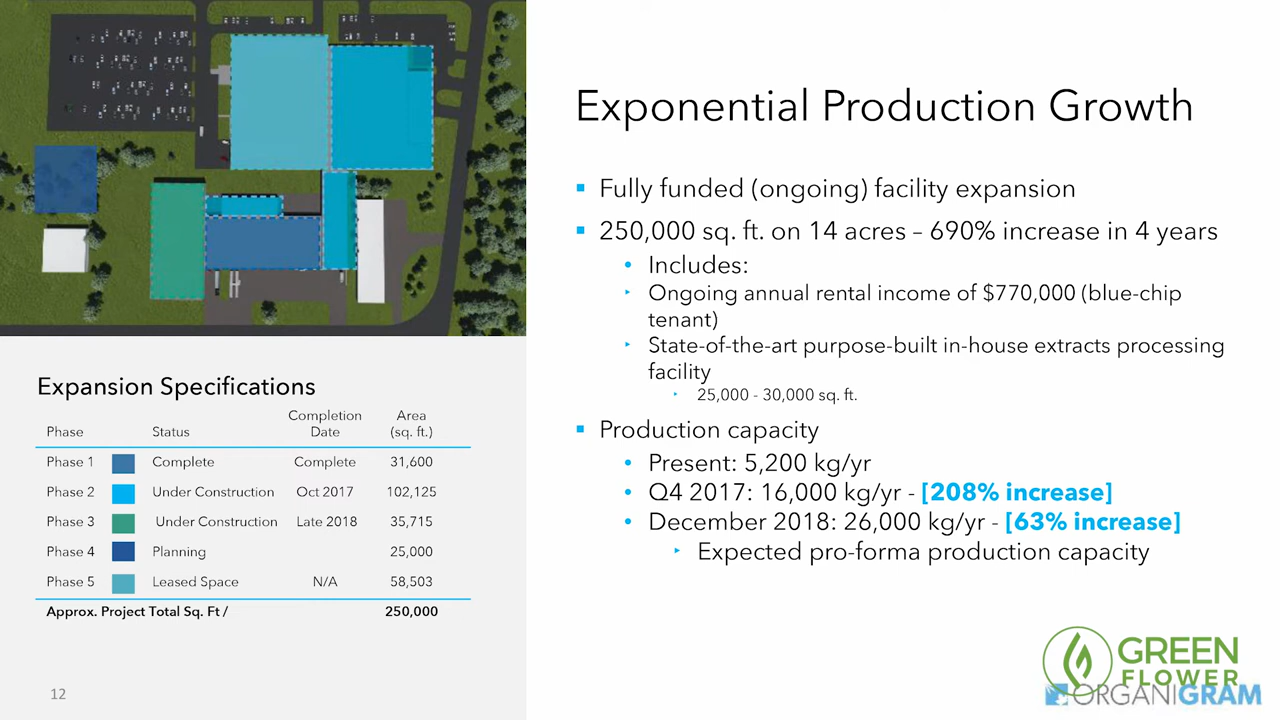 Exponential Production Growth
Fully funded (ongoing) facility expansion
250,000 sq. ft. on 14 acres – 690% increase in 4 years
Includes:
Ongoing annual rental income of $770,000 (blue-chip
tenant)
State-of-the-art purpose-built in-house extracts processing
facility
25,000 - 30,000 sq. ft.
Production capacity
Present: 5,200 kg/yr
Q4 2017: 16,000 kg/yr - [208% increase]
December 2018: 26,000 kg/yr - [63% increase]
Expected pro-forma production capacity
Expansion Specifications
Phase Status Completion Date Area (sq. ft.)
Phase 1 Complete Complete 31,600
Phase 2 Under Construction Oct 2017 102,125
Phase 3 Under Construction Late 2018 35,715
Phase 4 Planning 25,000
Phase 5 Leased Space N/A 58,503
Approx. Project Total Sq. Ft / 250,000
12
GREEN
FLOWER
ORGANIGRAM